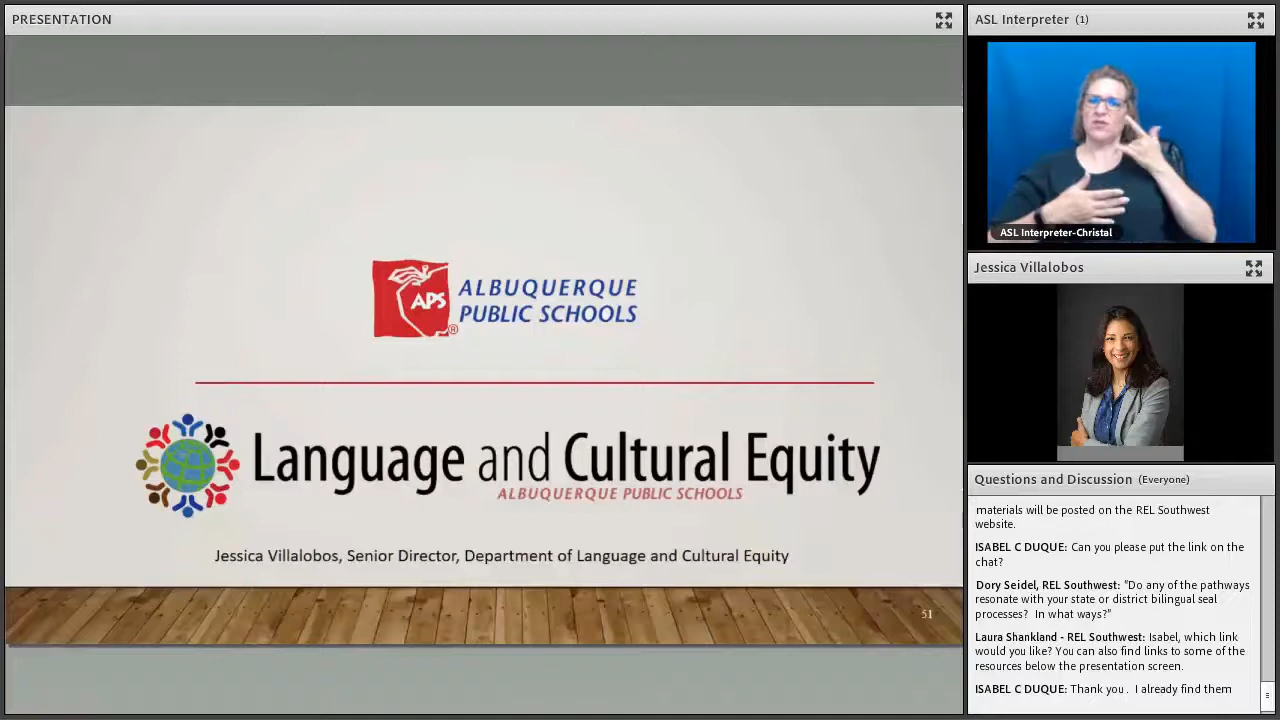 PRESENTATION
APS
®
ALBUQUERQUE
PUBLIC SCHOOLS
Language and Cultural Equity
ALBUQUERQUE PUBLIC SCHOOLS
Jessica Villalobos, Senior Director, Department of Language and Cultural Equity
51
ASL Interpreter (1)
ASL Interpreter-Christal
Jessica Villalobos
Questions and Discussion (Everyone)
materials will be posted on the REL Southwest
website.
ISABEL C DUQUE: Can you please put the link on the
chat?
Dory Seidel, REL Southwest: "Do any of the pathways
resonate with your state or district bilingual seal
processes? In what ways?"
Laura Shankland - REL Southwest: Isabel, which link
would you like? You can also find links to some of the
resources below the presentation screen.
ISABEL C DUQUE: Thank you . I already find them